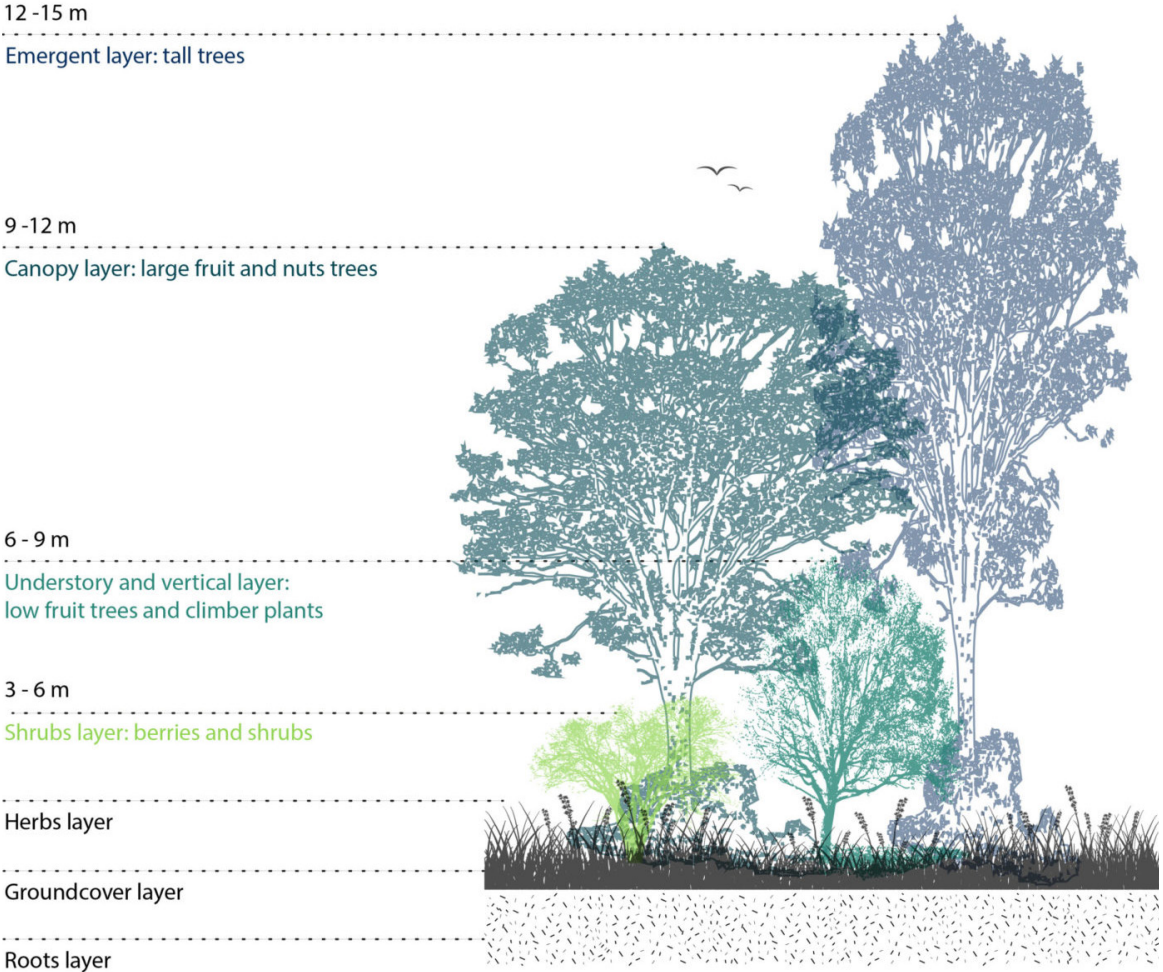 12 -15 m
Emergent layer: tall trees
9 -12 m
Canopy layer: large fruit and nuts trees
6 - 9 m
Understory and vertical layer:
low fruit trees and climber plants
3 - 6 m
Shrubs layer: berries and shrubs
Herbs layer
Groundcover layer
Roots layer